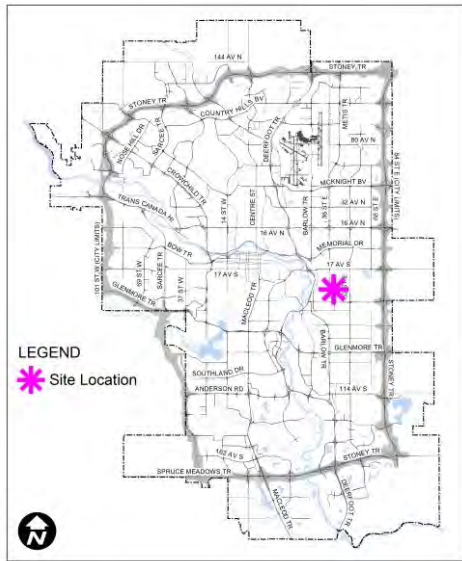 144 AV N
STONEY TR
STONEY TR
COUNTRY HILLS BV
METIS TR
DEERFOOT TR
NOSE HILL DR
SARCEE TR
80 AV N
CROWCHILD TR
MCKNIGHT BV
TRANS CANADA HI
14 ST W
CENTRE ST
BARLOW TR
36 ST E
32 AV N
68 ST E
84 ST E (CITY LIMITS)
16 AV N
16 AV N
MEMORIAL DR
101 ST W (CITY LIMITS)
BOW TR
69 ST W
SARCEE TR
37 ST W
17 AV S
17 AV S
MACLEOD TR
GLENMORE TR
BARLOW TR
GLENMORE TR
LEGEND
Site Location
SOUTHLAND DR
ANDERSON RD
STONEY TR
114 AV S
162 AV S
STONEY TR
SPRUCE MEADOWS TR
MACLEOD TR
DEERFOOT TR
N